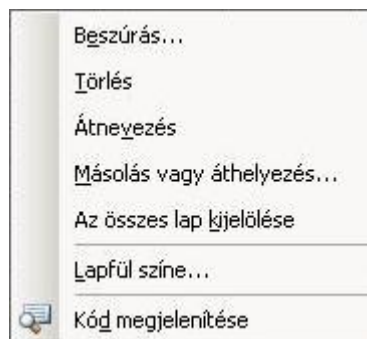 Beszúrás...
Törlés
Átnevezés
Másolás vagy áthelyezés...
Az összes lap kijelölése
Lapfül színe...
Kód megjelenítése